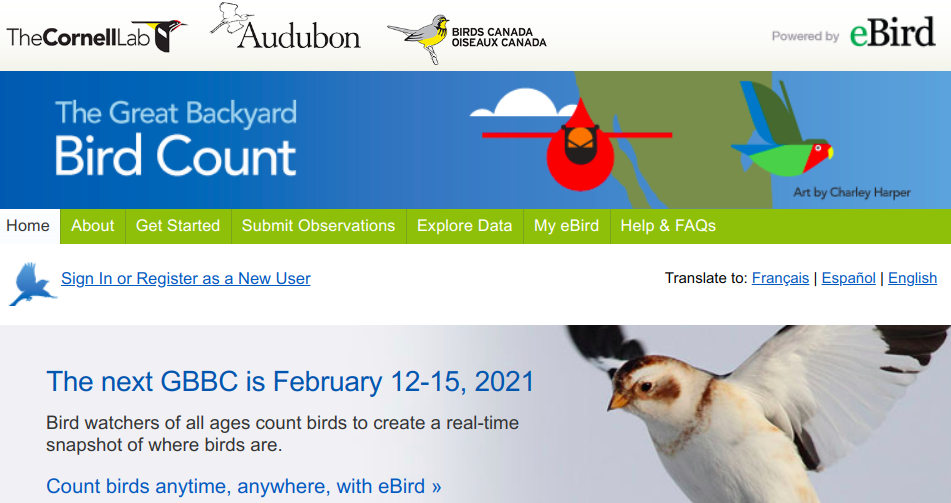 TheCornellLab
Audubon
BIRDS CANADA
OISEAUX CANADA
Powered by eBird
The Great Backyard
Bird Count
Art by Charley Harper
Home About Get Started Submit Observations Explore Data My eBird Help & FAQs
Sign In or Register as a New User
Translate to: Français | Español | English
The next GBBC is February 12-15, 2021
Bird watchers of all ages count birds to create a real-time
snapshot of where birds are.
Count birds anytime, anywhere, with eBird »